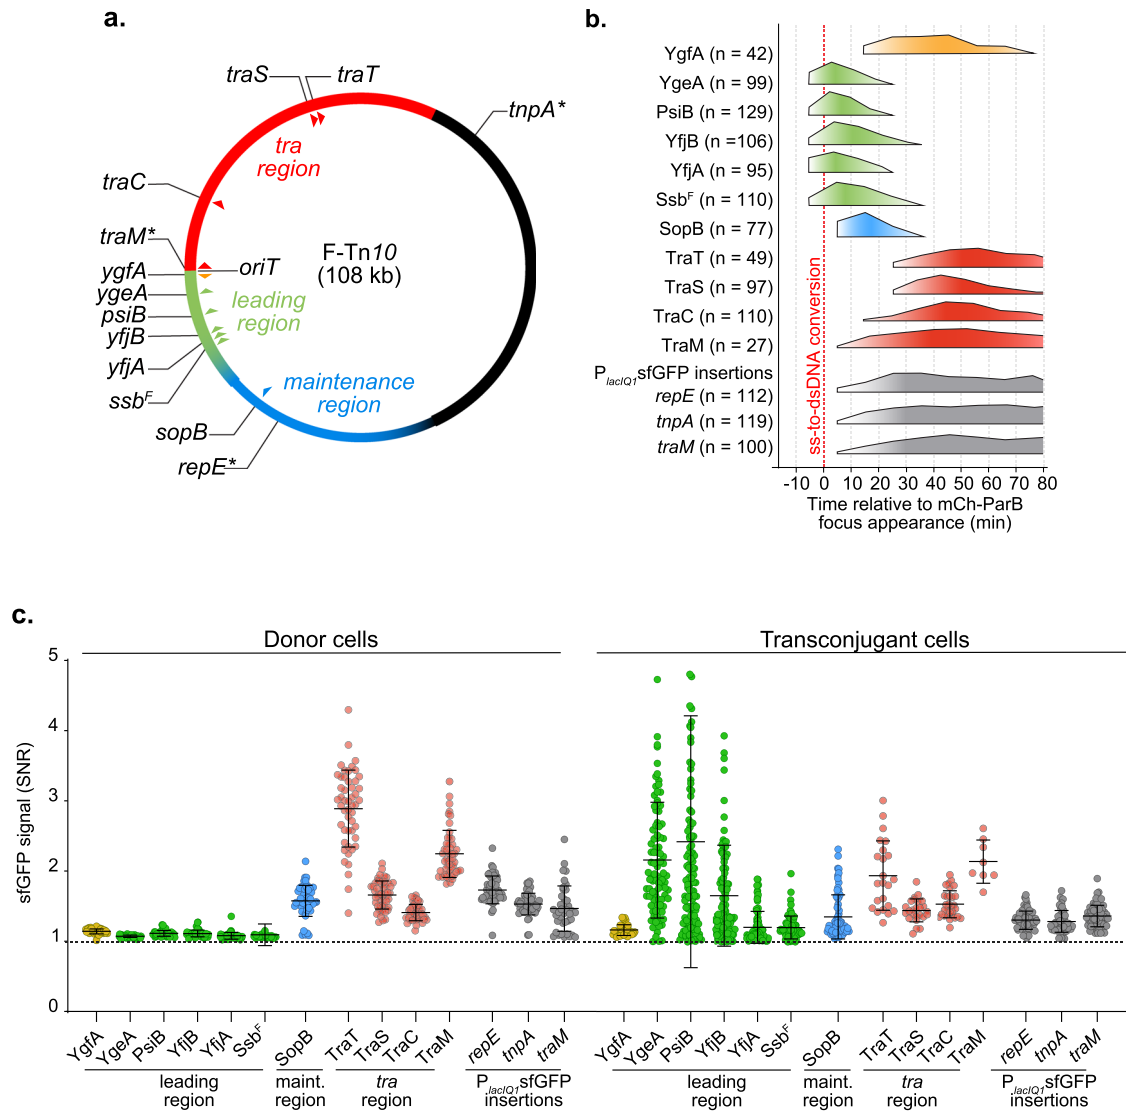 a.
traS
traT
tnpA*
tra
region
traC
traM*
oriT
F-Tn10
(108 kb)
ygfA
ygeA
leading
region
psiB
yfjB
yfjA
maintenance
region
ssbF
sopB
repE*
b.
YgfA (n = 42)
YgeA (n = 99)
PsiB (n = 129)
YfjB (n =106)
YfjA (n = 95)
SsbF (n = 110)
SopB (n = 77)
TraT (n = 49)
TraS (n = 97)
TraC (n = 110)
TraM (n = 27)
PlacIQ1sfGFP insertions
repE (n = 112)
tnpA (n = 119)
traM (n = 100)
ss-to-dsDNA conversion
-10 0 10 20 30 40 50 60 70 80
Time relative to mCh-ParB
focus appearance (min)
c.
Donor cells
Transconjugant cells
sfGFP signal (SNR)
5
4
3
2
1
0
YgfA YgeA PsiB YfjB YfjA SsbF SopB TraT TraS TraC TraM repE tnpA traM
YgfA YgeA PsiB YfjB YfjA SsbF SopB TraT TraS TraC TraM repE tnpA traM
leading
region
maint.
region
tra
region
PlacIQ1sfGFP
insertions
leading
region
maint.
region
tra
region
PlacIQ1sfGFP
insertions